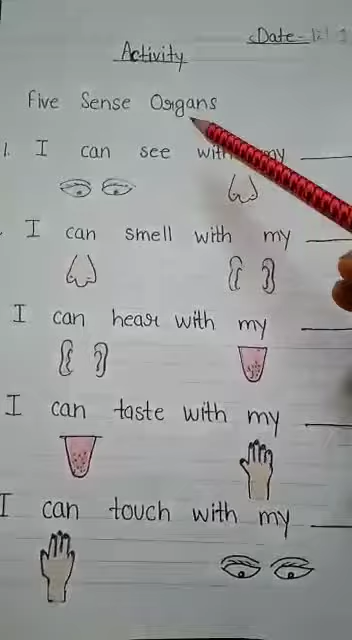 Date-
Activity
Five Sense Organs
1. I can see with my
I can smell with my
I can hear with my
I can taste with my
I can touch with my